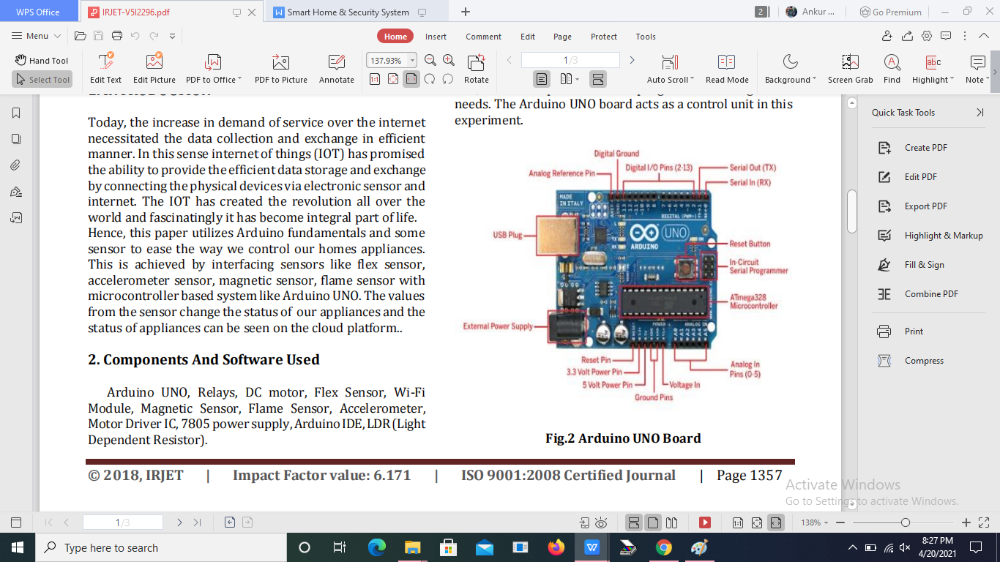 WPS Office
IRJET-V5I2296.pdf
Smart Home & Security System
2
Ankur ...
Go Premium
Menu
Home
Insert
Comment
Edit
Page
Protect
Tools
Hand Tool
Select Tool
Edit Text
Edit Picture
PDF to Office
PDF to Picture
Annotate
137.93%
1:1
Rotate
1/3
Auto Scroll
Read Mode
Background
Screen Grab
Find
Highlight
Note
Today, the increase in demand of service over the internet
necessitated the data collection and exchange in efficient
manner. In this sense internet of things (IOT) has promised
the ability to provide the efficient data storage and exchange
by connecting the physical devices via electronic sensor and
internet. The IOT has created the revolution all over the
world and fascinatingly it has become integral part of life.
Hence, this paper utilizes Arduino fundamentals and some
sensor to ease the way we control our homes appliances.
This is achieved by interfacing sensors like flex sensor,
accelerometer sensor, magnetic sensor, flame sensor with
microcontroller based system like Arduino UNO. The values
from the sensor change the status of our appliances and the
status of appliances can be seen on the cloud platform..
2. Components And Software Used
Arduino UNO, Relays, DC motor, Flex Sensor, Wi-Fi
Module, Magnetic Sensor, Flame Sensor, Accelerometer,
Motor Driver IC, 7805 power supply, Arduino IDE, LDR (Light
Dependent Resistor).
needs. The Arduino UNO board acts as a control unit in this
experiment.
Digital Ground
Digital I/O Pins (2-13)
Serial Out (TX)
Analog Reference Pin
Serial In (RX)
MADE
IN ITALY
DIGITAL (PWM~)
USB Plug
UNO
ARDUINO
Reset Button
In-Circuit
Serial Programmer
ATmega328
Microcontroller
External Power Supply
POWER
ANALOG IN
Reset Pin
3.3 Volt Power Pin
5 Volt Power Pin
Ground Pins
Voltage In
Analog In
Pins (0-5)
Fig.2 Arduino UNO Board
© 2018, IRJET | Impact Factor value: 6.171 | ISO 9001:2008 Certified Journal | Page 1357
Quick Task Tools
Create PDF
Edit PDF
Export PDF
Highlight & Markup
Fill & Sign
Combine PDF
Print
Compress
Activate Windows
Go to Settings to activate Windows.
1/3
1:1
138%
Type here to search
8:27 PM
4/20/2021